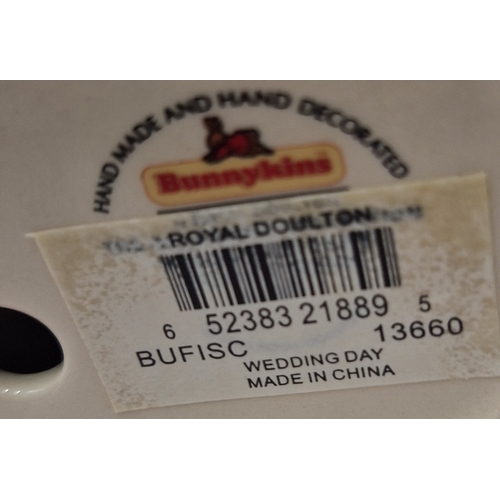 HAND MADE AND HAND DECORATED
Bunnykins
ROYAL DOULTON
6 52383 21889 5
BUFISC 13660
WEDDING DAY
MADE IN CHINA